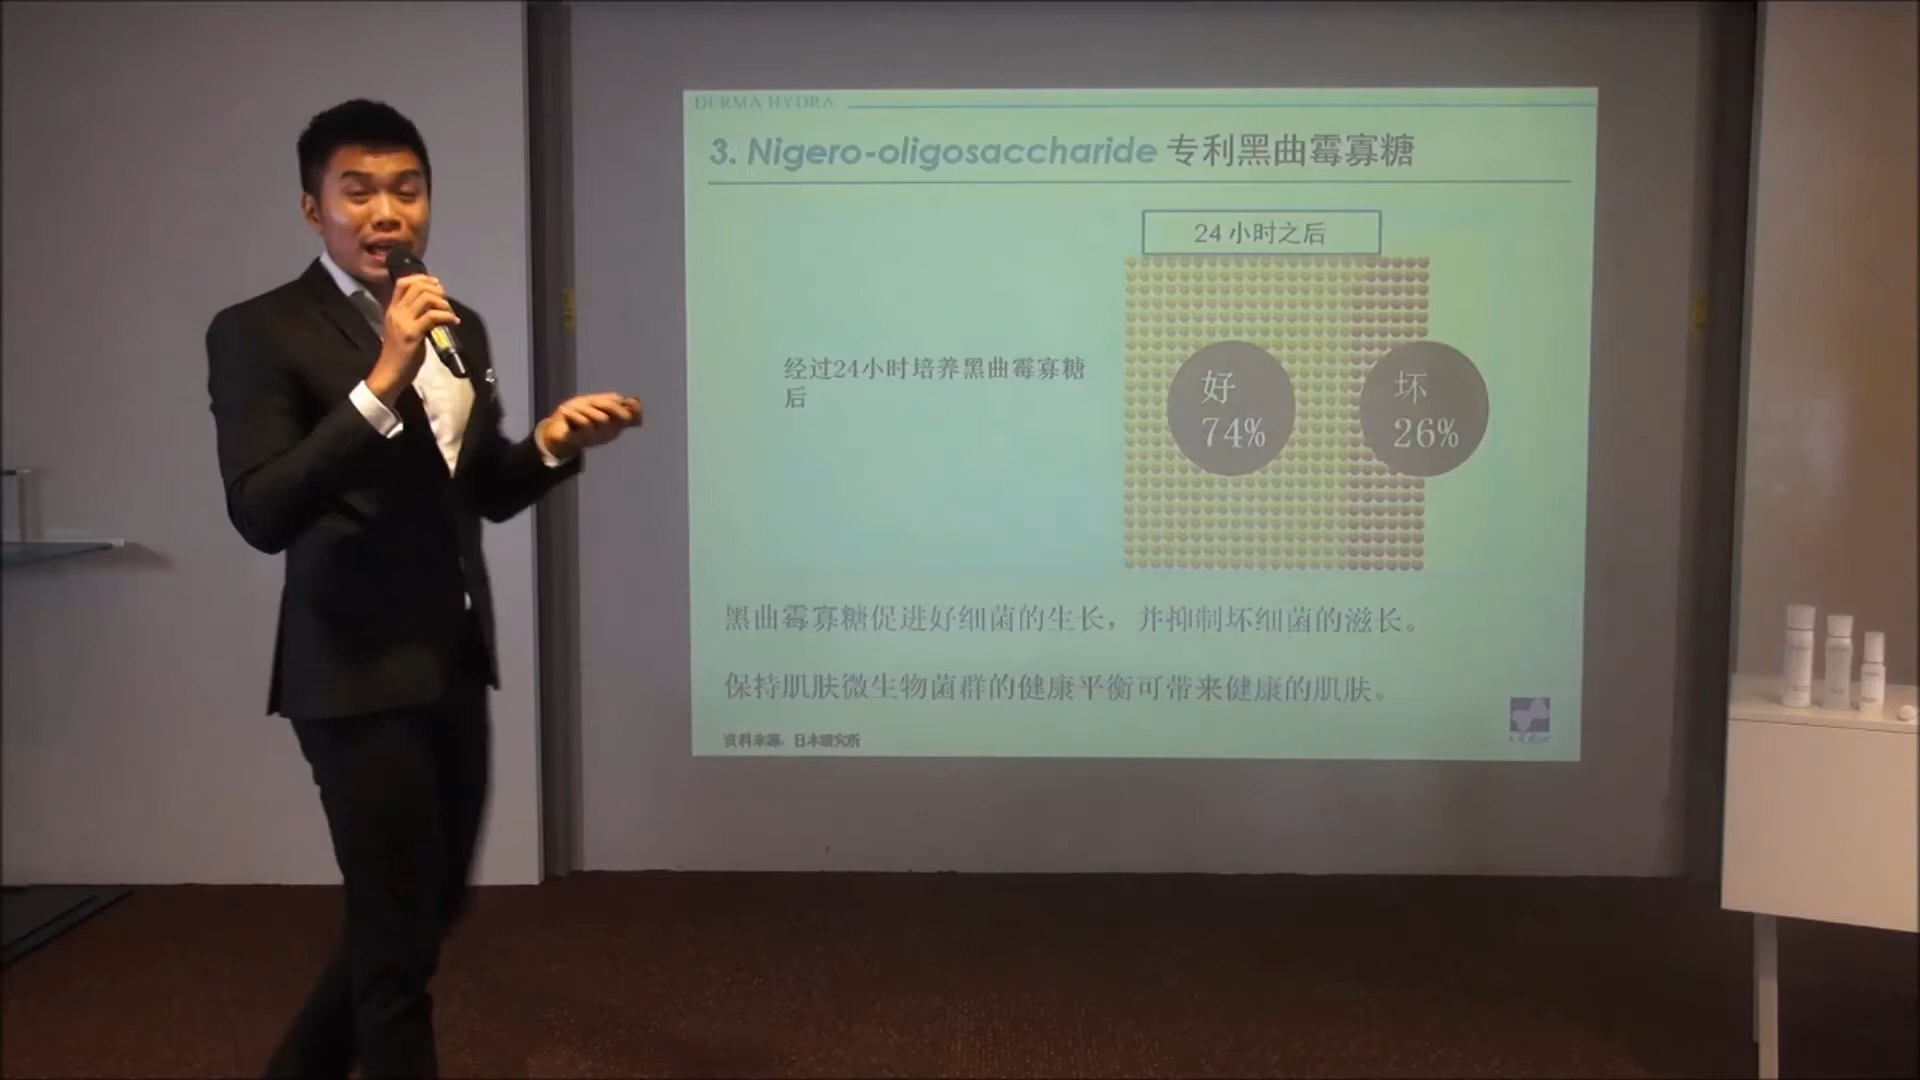 DERMA HYDRA
3. Nigero-oligosaccharide 专利黑曲霉寡糖
24 小时之后
经过24小时培养黑曲霉寡糖
后
好
74%
坏
26%
黑曲霉寡糖促进好细菌的生长，并抑制坏细菌的滋长。
保持肌肤微生物菌群的健康平衡可带来健康的肌肤。
资料来源：日本研究所